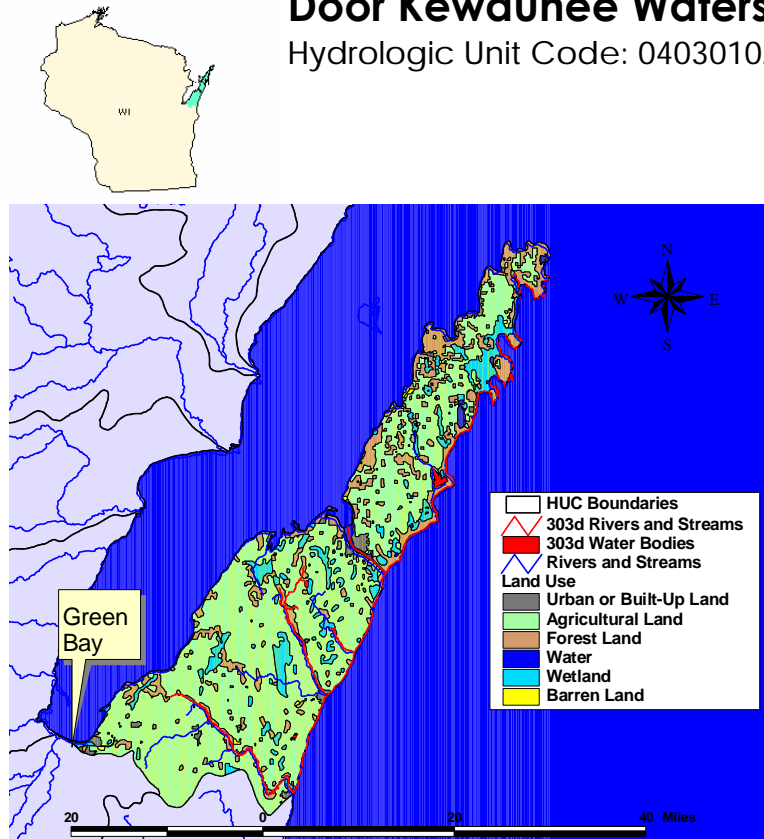 Door Kewaunee Waters
Hydrologic Unit Code: 0403010
WI
N
W E
S
HUC Boundaries
303d Rivers and Streams
303d Water Bodies
Rivers and Streams
Land Use
Urban or Built-Up Land
Agricultural Land
Forest Land
Water
Wetland
Barren Land
Green
Bay
20 0 20 40 Miles